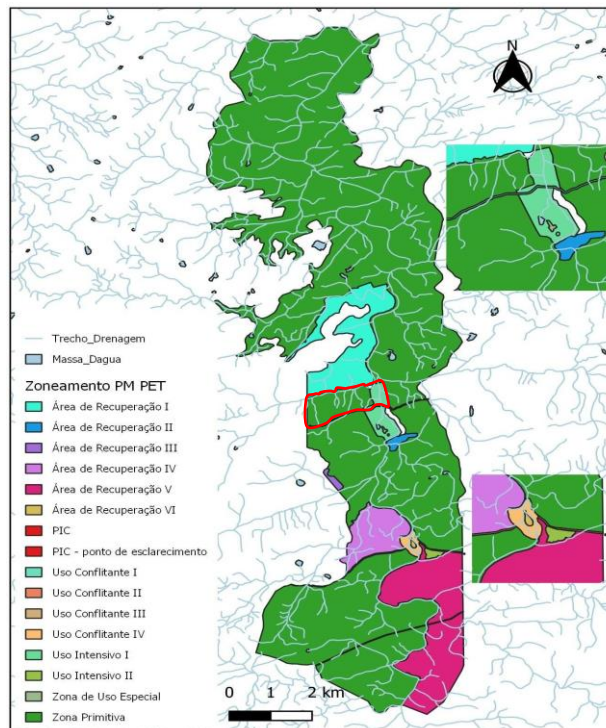 N
Trecho_Drenagem
Massa_Dagua
Zoneamento PM PET
Área de Recuperação I
Área de Recuperação II
Área de Recuperação III
Área de Recuperação IV
Área de Recuperação V
Área de Recuperação VI
PIC
PIC - ponto de esclarecimento
Uso Conflitante I
Uso Conflitante II
Uso Conflitante III
Uso Conflitante IV
Uso Intensivo I
Uso Intensivo II
Zona de Uso Especial
Zona Primitiva
0 1 2 km